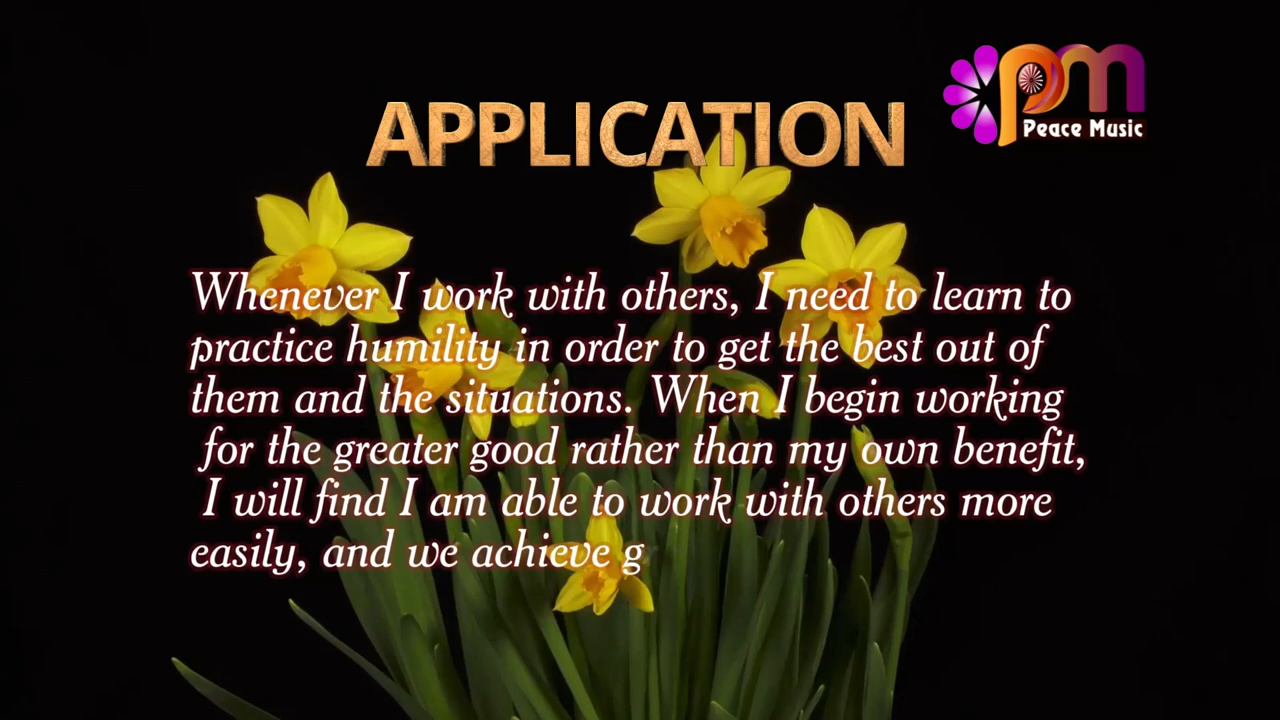 APPLICATION
pm
Peace Music
Whenever I work with others, I need to learn to
practice humility in order to get the best out of
them and the situations. When I begin working
for the greater good rather than my own benefit,
I will find I am able to work with others more
easily, and we achieve g